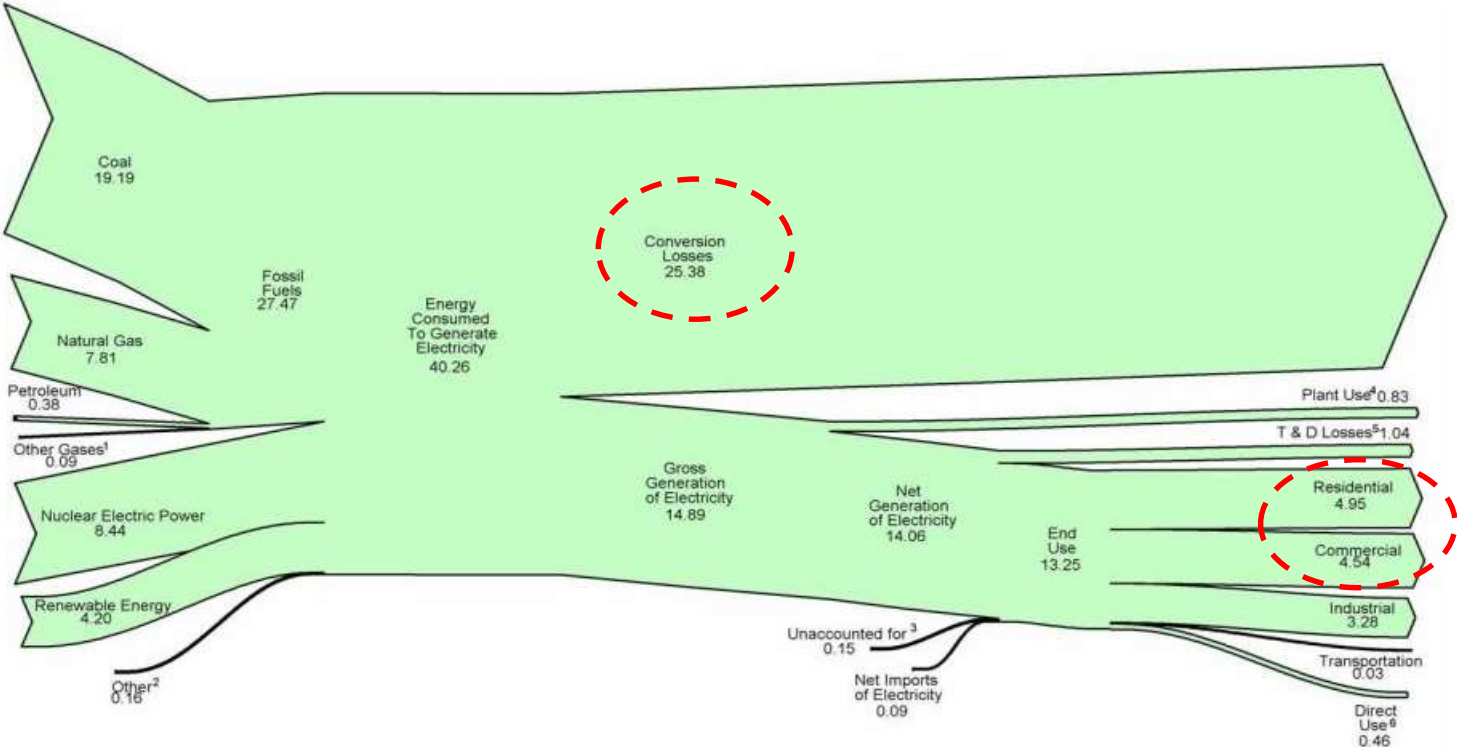 Coal
19.19
Natural Gas
7.81
Petroleum
0.38
Other Gases¹
0.09
Nuclear Electric Power
8.44
Renewable Energy
4.20
Other²
0.16
Fossil
Fuels
27.47
Energy
Consumed
To Generate
Electricity
40.26
Conversion
Losses
25.38
Gross
Generation
of Electricity
14.89
Net
Generation
of Electricity
14.06
Unaccounted for ³
0.15
Net Imports
of Electricity
0.09
End
Use
13.25
Plant Use⁴ 0.83
T & D Losses⁵ 1.04
Residential
4.95
Commercial
4.54
Industrial
3.28
Transportation
0.03
Direct
Use⁶
0.46